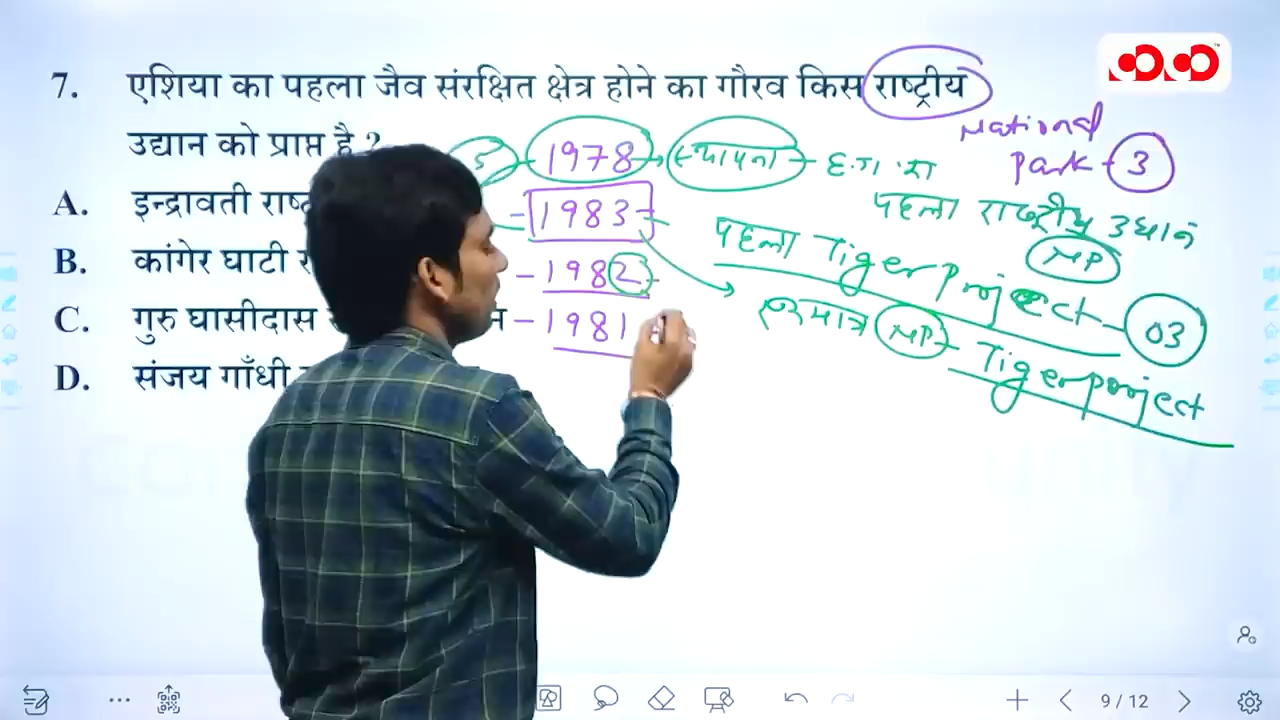 7. एशिया का पहला जैव संरक्षित क्षेत्र होने का गौरव किस राष्ट्रीय
उद्यान को प्राप्त है ?
National
Park - 3
1978 स्थापना - छ.ग. रा
A. इन्द्रावती
1983
पहला राष्ट्रीय उद्यान
MP
B. कांगेर घाटी
- 1982
पहला Tiger project - 03
C. गुरु घासीदास
न - 1981
एकमात्र MP - Tiger project
D. संजय गाँधी
9/12